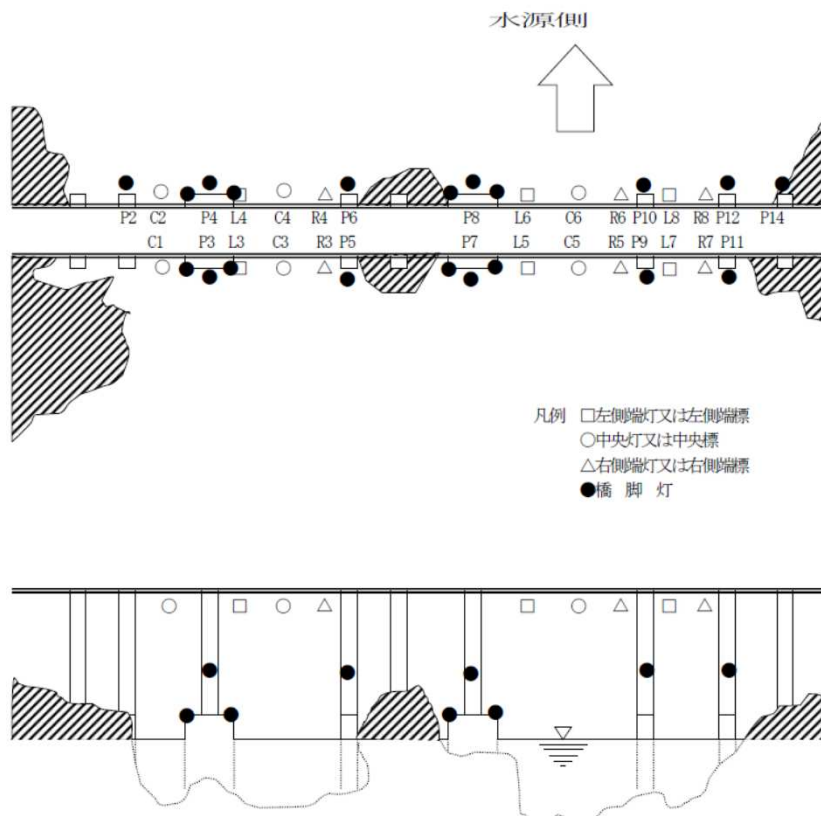 水源側
P2 C2 P4 L4 C4 R4 P6 P8 L6 C6 R6 P10 L8 R8 P12 P14
C1 P3 L3 C3 R3 P5 P7 L5 C5 R5 P9 L7 R7 P11
凡例 □左側端灯又は左側端標
○中央灯又は中央標
△右側端灯又は右側端標
●橋脚灯